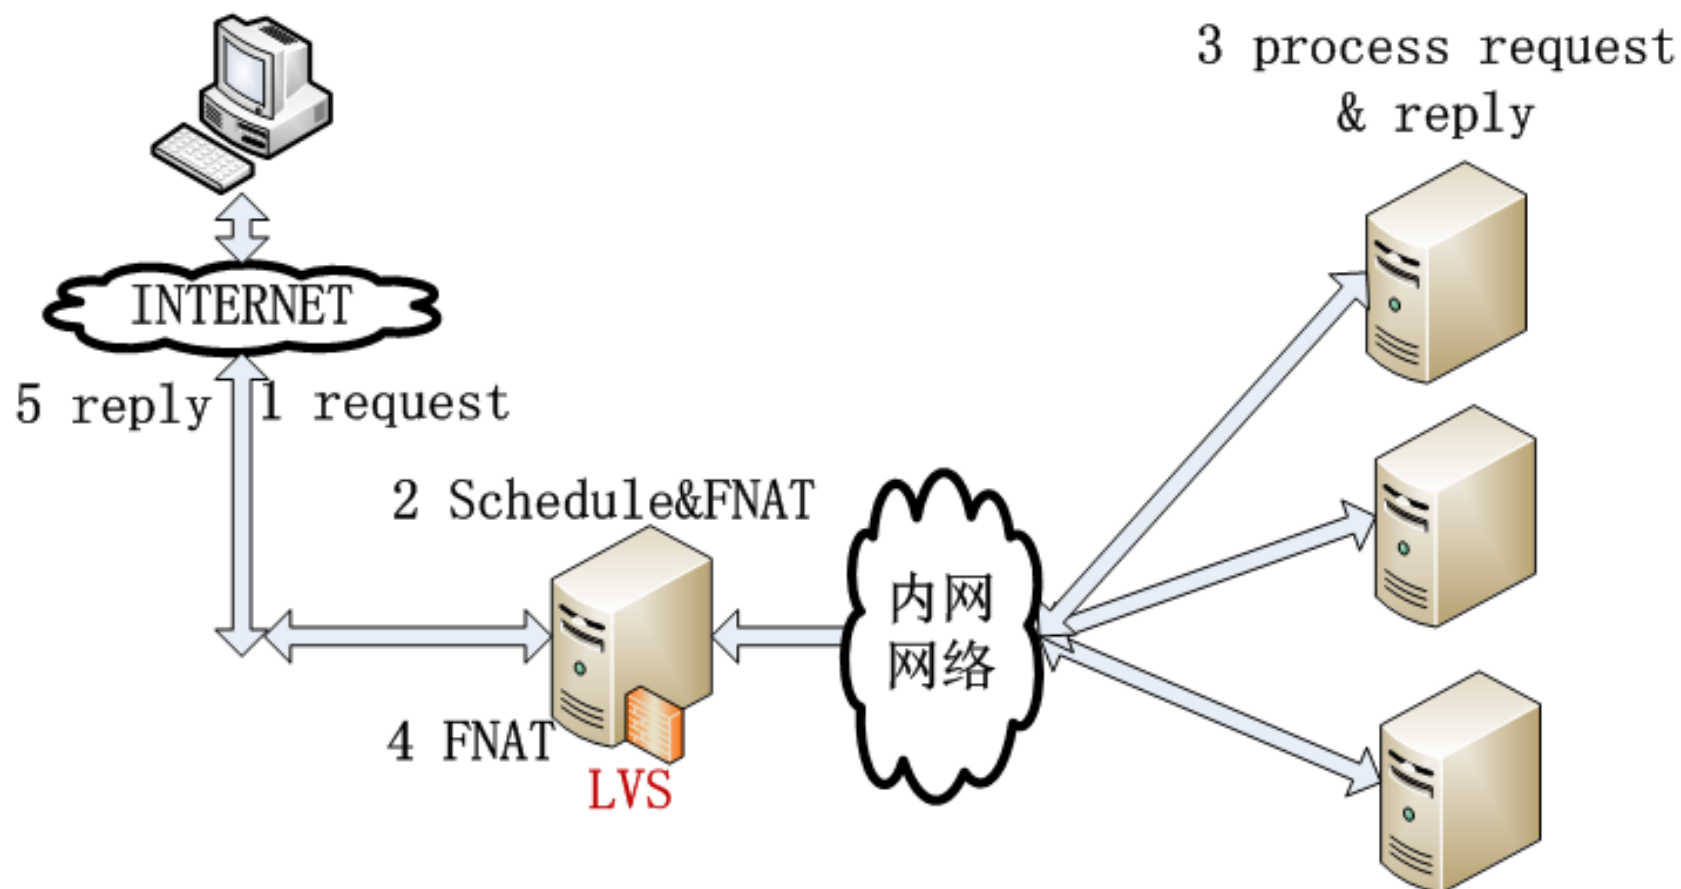 3 process request
& reply
INTERNET
5 reply
1 request
2 Schedule&FNAT
内网
网络
4 FNAT
LVS